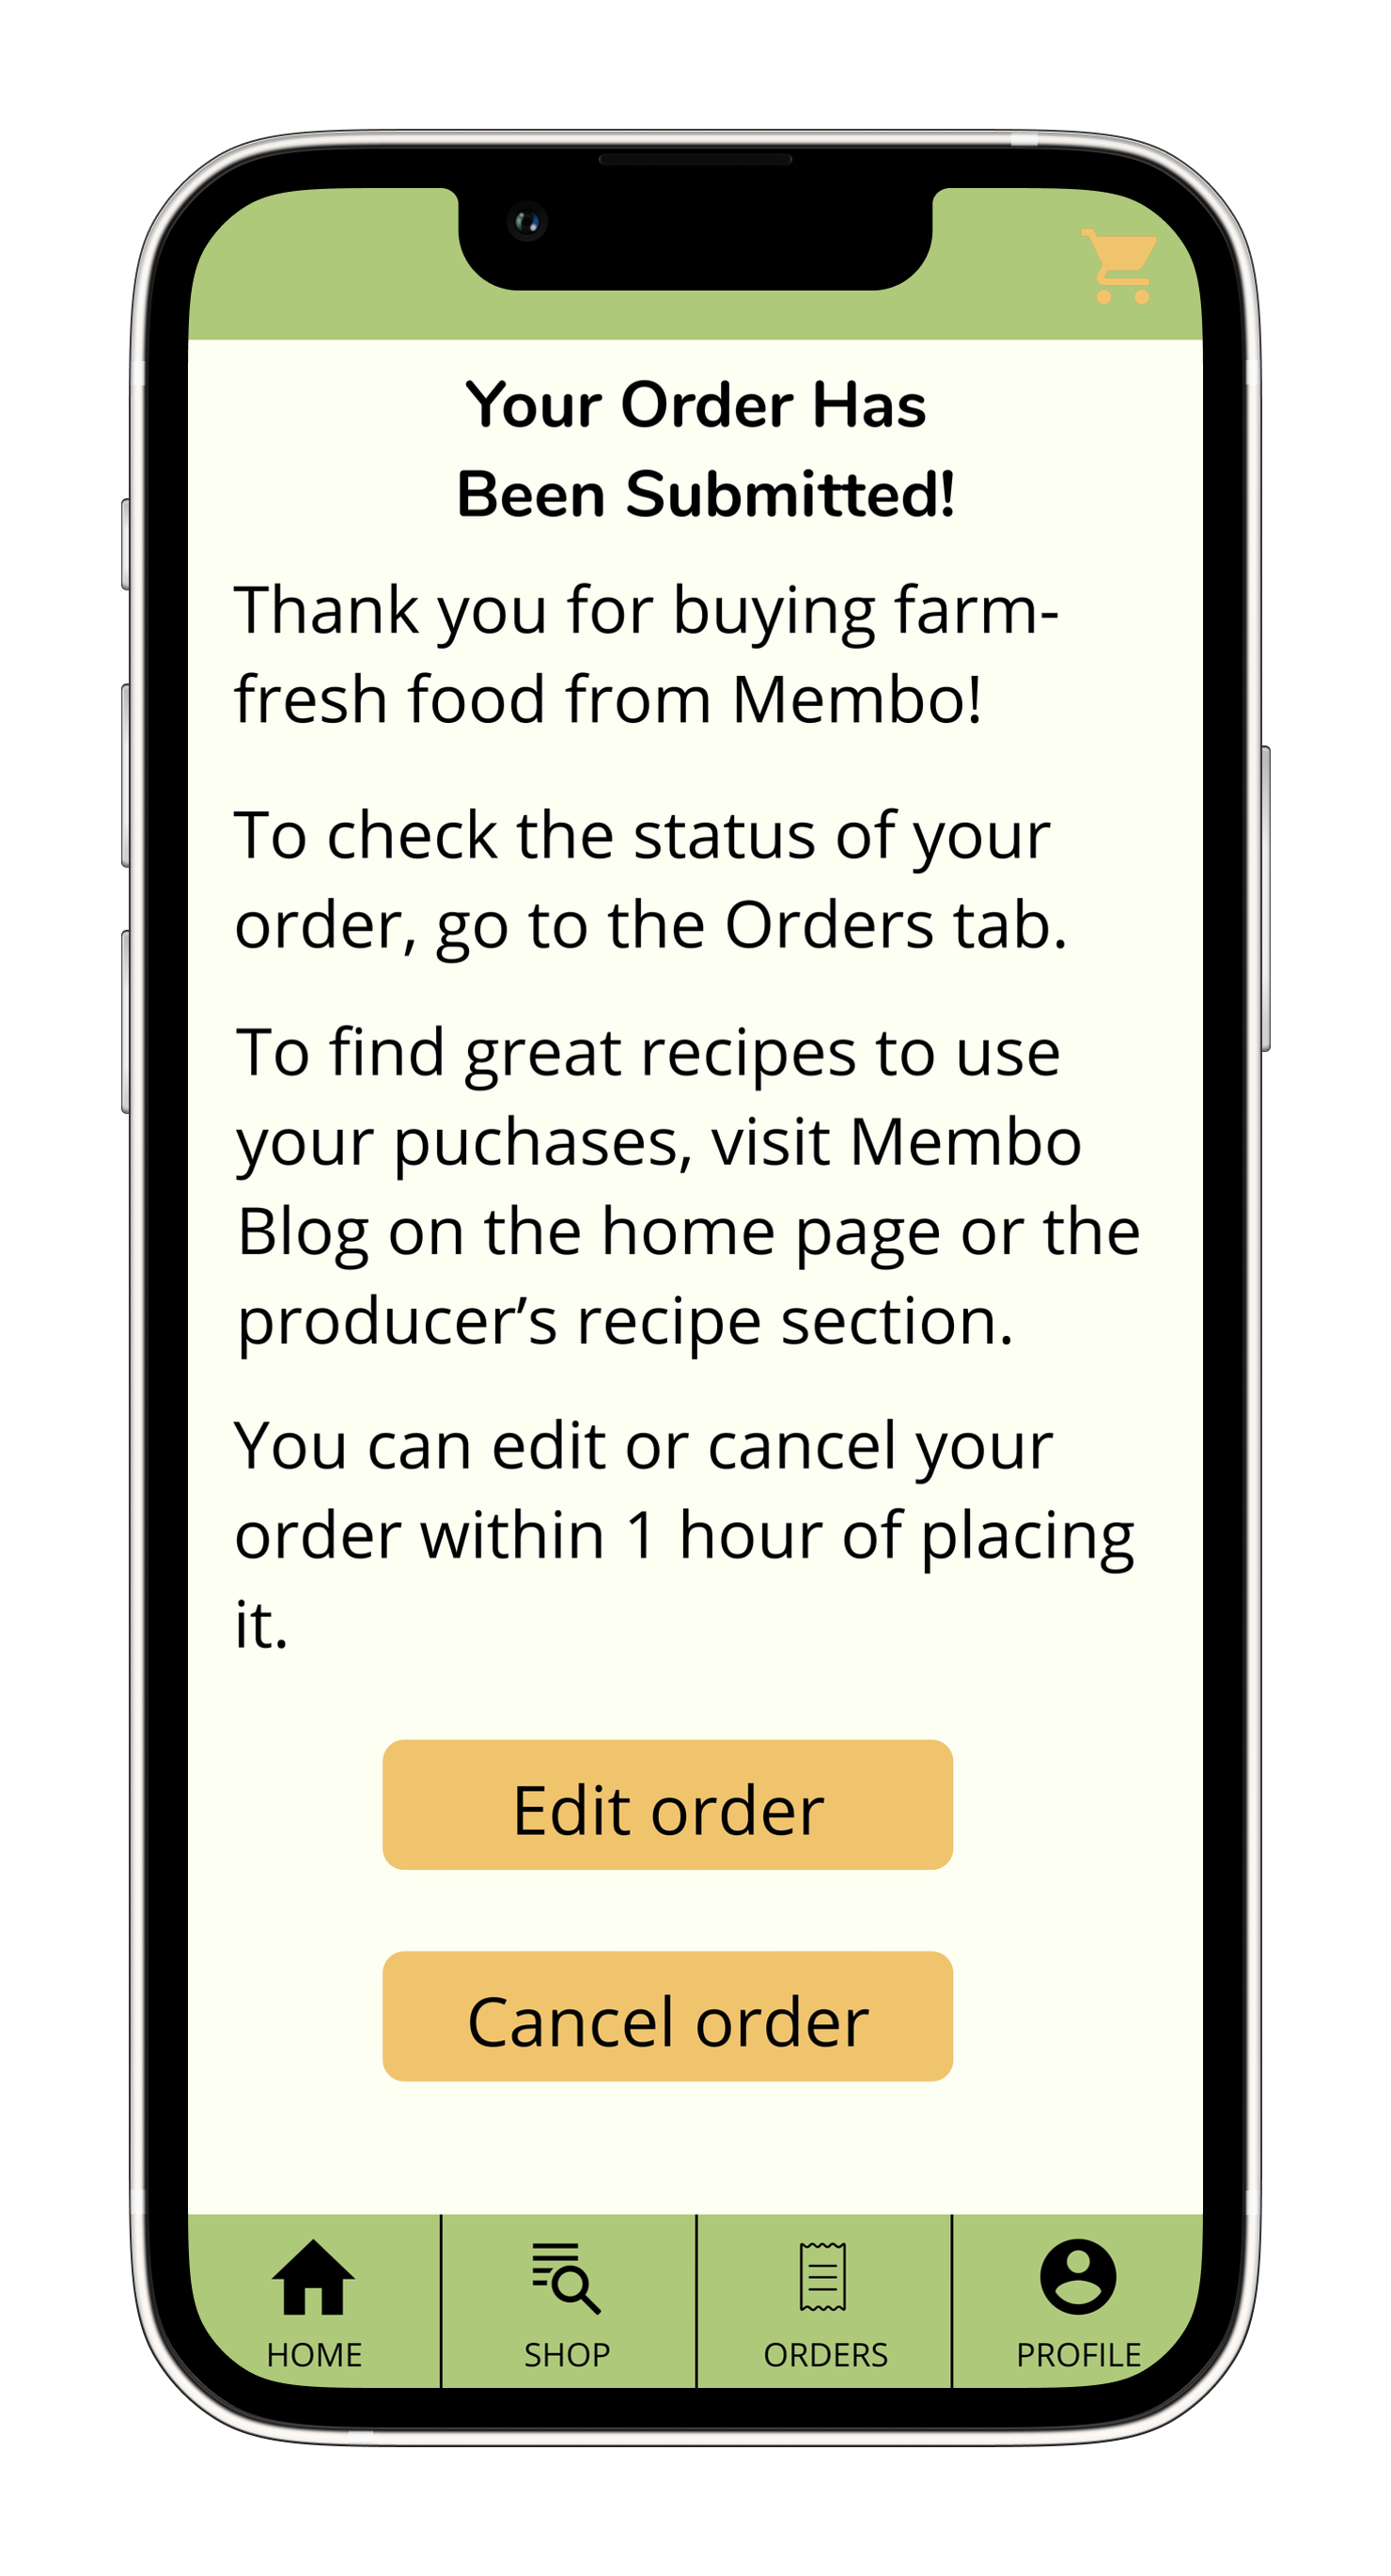 Your Order Has
Been Submitted!
Thank you for buying farm-
fresh food from Membo!
To check the status of your
order, go to the Orders tab.
To find great recipes to use
your puchases, visit Membo
Blog on the home page or the
producer’s recipe section.
You can edit or cancel your
order within 1 hour of placing
it.
Edit order
Cancel order
HOME SHOP ORDERS PROFILE